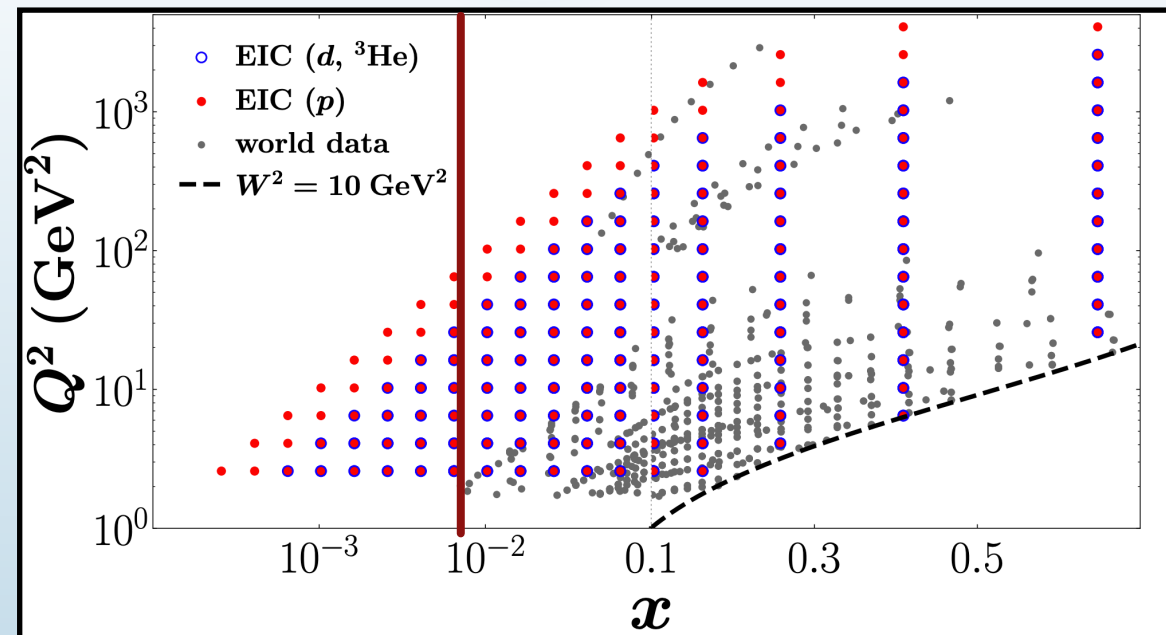 EIC (d, ³He)
EIC (p)
world data
W² = 10 GeV²
Q² (GeV²)
10³
10²
10¹
10⁰
10⁻³
10⁻²
0.1
0.3
0.5
x